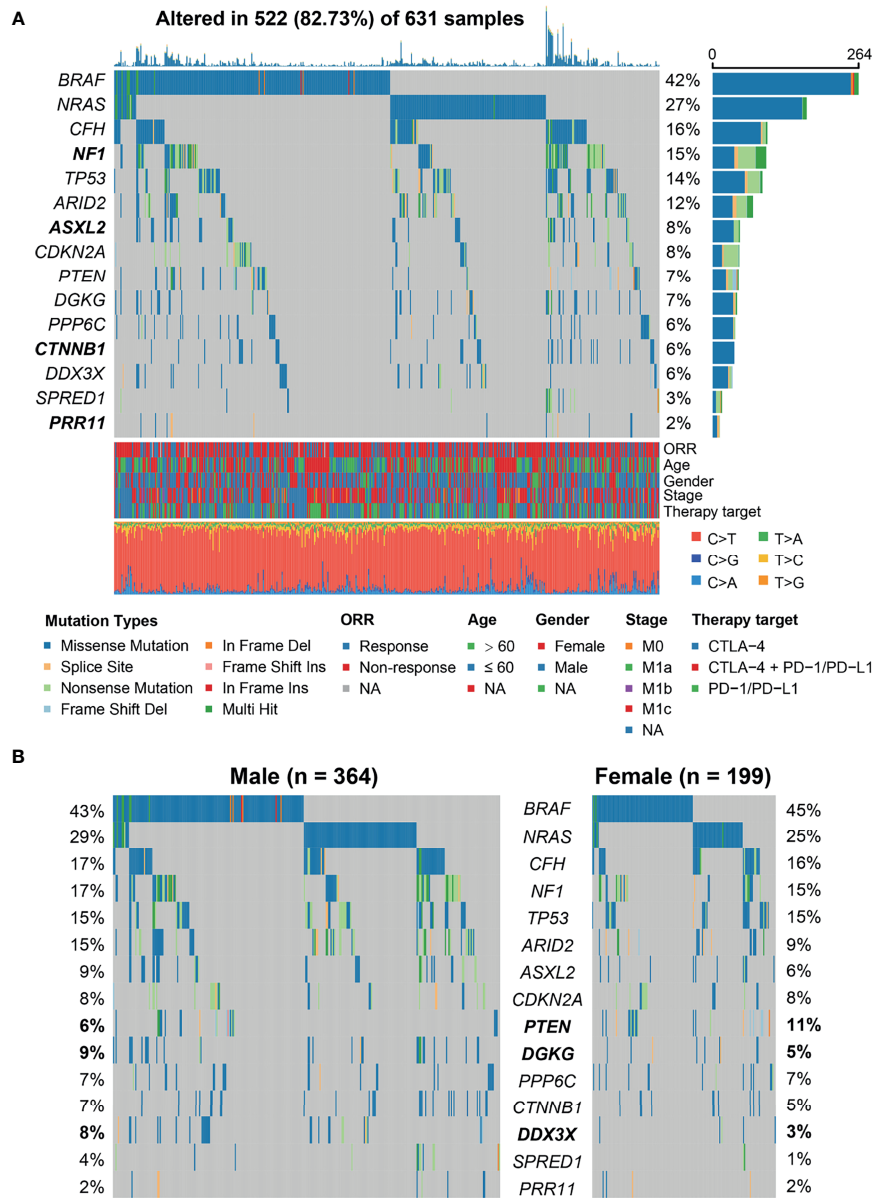 A
Altered in 522 (82.73%) of 631 samples
0 264
BRAF 42%
NRAS 27%
CFH 16%
NF1 15%
TP53 14%
ARID2 12%
ASXL2 8%
CDKN2A 8%
PTEN 7%
DGKG 7%
PPP6C 6%
CTNNB1 6%
DDX3X 6%
SPRED1 3%
PRR11 2%
ORR
Age
Gender
Stage
Therapy target
C>T T>A
C>G T>C
C>A T>G
Mutation Types ORR Age Gender Stage Therapy target
Missense Mutation In Frame Del Response > 60 Female M0 CTLA−4
Splice Site Frame Shift Ins Non-response ≤ 60 Male M1a CTLA−4 + PD−1/PD−L1
Nonsense Mutation In Frame Ins NA NA NA M1b PD−1/PD−L1
Frame Shift Del Multi Hit M1c
NA
B
Male (n = 364) Female (n = 199)
43% BRAF 45%
29% NRAS 25%
17% CFH 16%
17% NF1 15%
15% TP53 15%
15% ARID2 9%
9% ASXL2 6%
8% CDKN2A 8%
6% PTEN 11%
9% DGKG 5%
7% PPP6C 7%
7% CTNNB1 5%
8% DDX3X 3%
4% SPRED1 1%
2% PRR11 2%